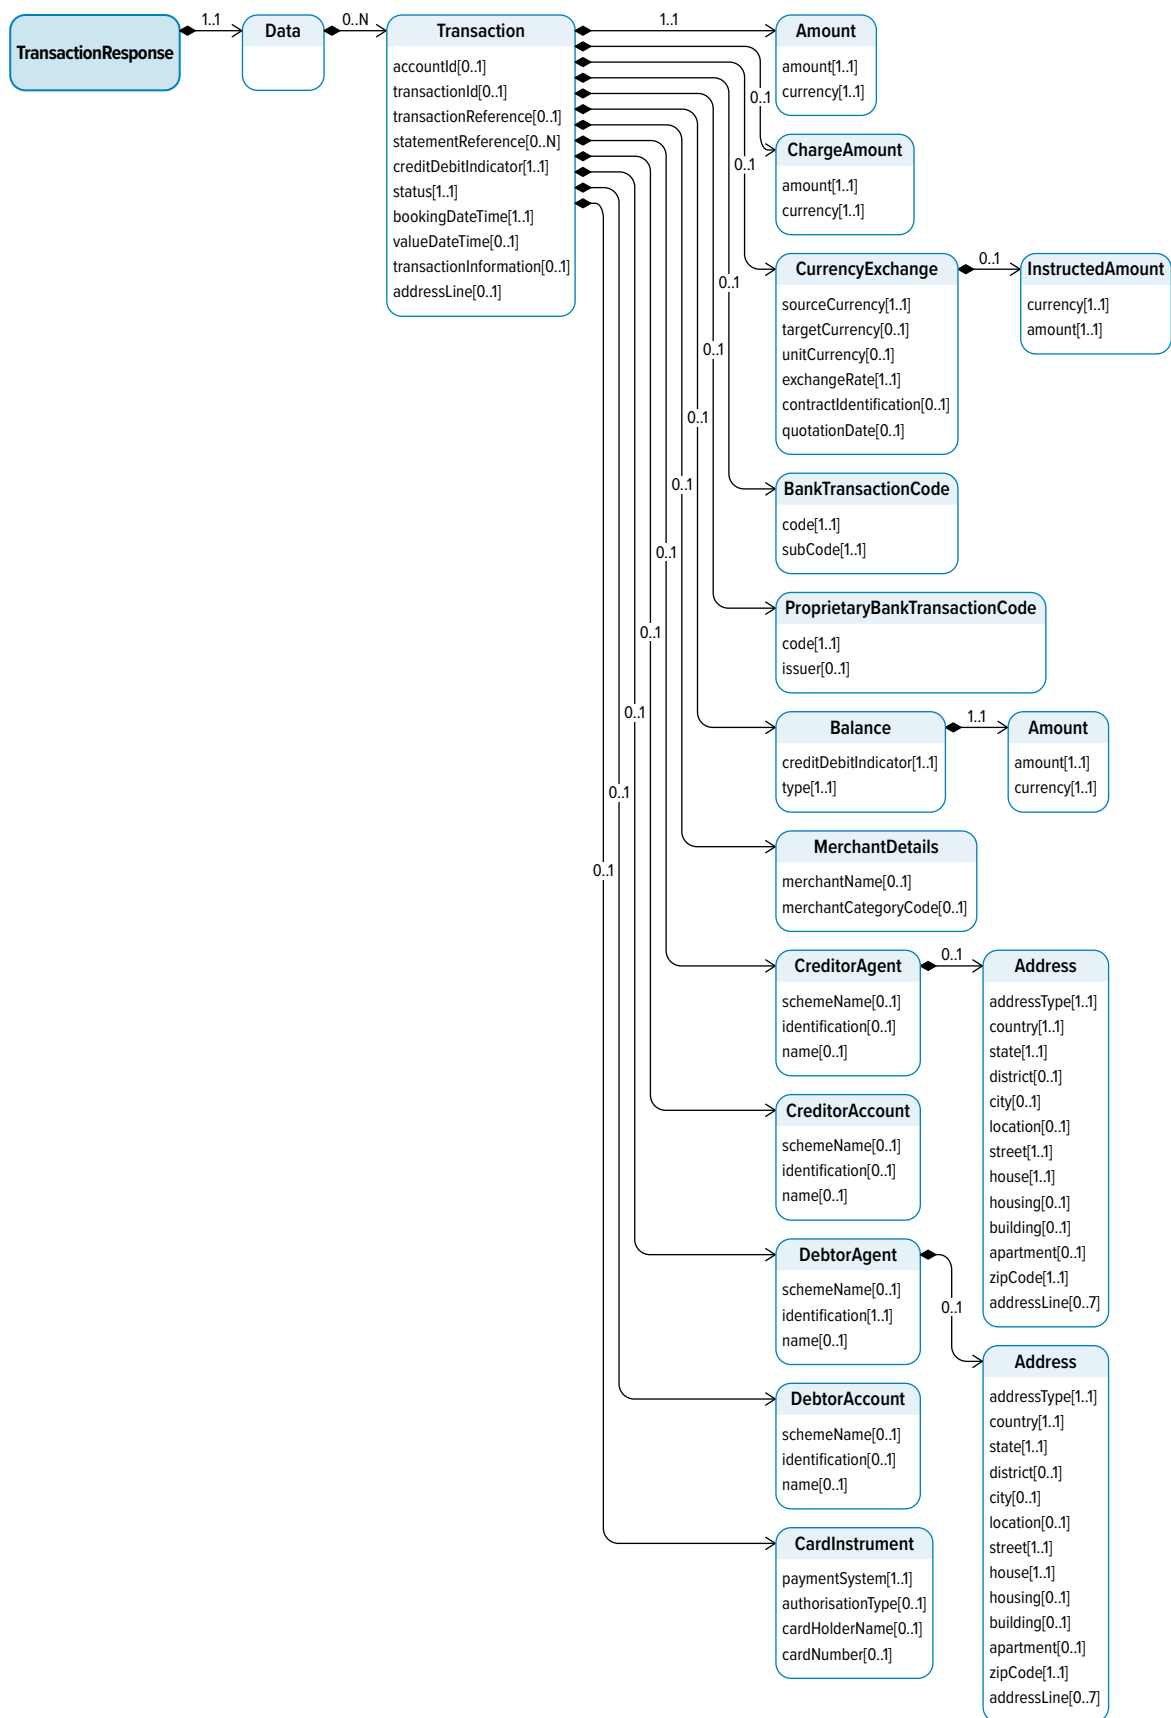 TransactionResponse
1..1
Data
0..N
Transaction
accountId[0..1]
transactionId[0..1]
transactionReference[0..1]
statementReference[0..N]
creditDebitIndicator[1..1]
status[1..1]
bookingDateTime[1..1]
valueDateTime[0..1]
transactionInformation[0..1]
addressLine[0..1]
1..1
Amount
amount[1..1]
currency[1..1]
0..1
ChargeAmount
amount[1..1]
currency[1..1]
0..1
CurrencyExchange
sourceCurrency[1..1]
targetCurrency[0..1]
unitCurrency[0..1]
exchangeRate[1..1]
contractIdentification[0..1]
quotationDate[0..1]
0..1
InstructedAmount
currency[1..1]
amount[1..1]
0..1
BankTransactionCode
code[1..1]
subCode[1..1]
0..1
ProprietaryBankTransactionCode
code[1..1]
issuer[0..1]
0..1
Balance
creditDebitIndicator[1..1]
type[1..1]
1..1
Amount
amount[1..1]
currency[1..1]
0..1
MerchantDetails
merchantName[0..1]
merchantCategoryCode[0..1]
0..1
CreditorAgent
schemeName[0..1]
identification[0..1]
name[0..1]
0..1
Address
addressType[1..1]
country[1..1]
state[1..1]
district[0..1]
city[0..1]
location[0..1]
street[1..1]
house[1..1]
housing[0..1]
building[0..1]
apartment[0..1]
zipCode[1..1]
addressLine[0..7]
0..1
CreditorAccount
schemeName[0..1]
identification[0..1]
name[0..1]
0..1
DebtorAgent
schemeName[0..1]
identification[1..1]
name[0..1]
0..1
Address
addressType[1..1]
country[1..1]
state[1..1]
district[0..1]
city[0..1]
location[0..1]
street[1..1]
house[1..1]
housing[0..1]
building[0..1]
apartment[0..1]
zipCode[1..1]
addressLine[0..7]
0..1
DebtorAccount
schemeName[0..1]
identification[0..1]
name[0..1]
0..1
CardInstrument
paymentSystem[1..1]
authorisationType[0..1]
cardHolderName[0..1]
cardNumber[0..1]